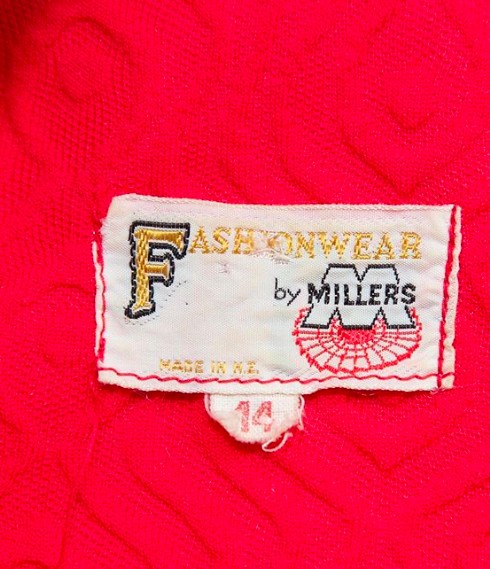 FASHIONWEAR
by MILLERS
M
MADE IN N.Z.
14